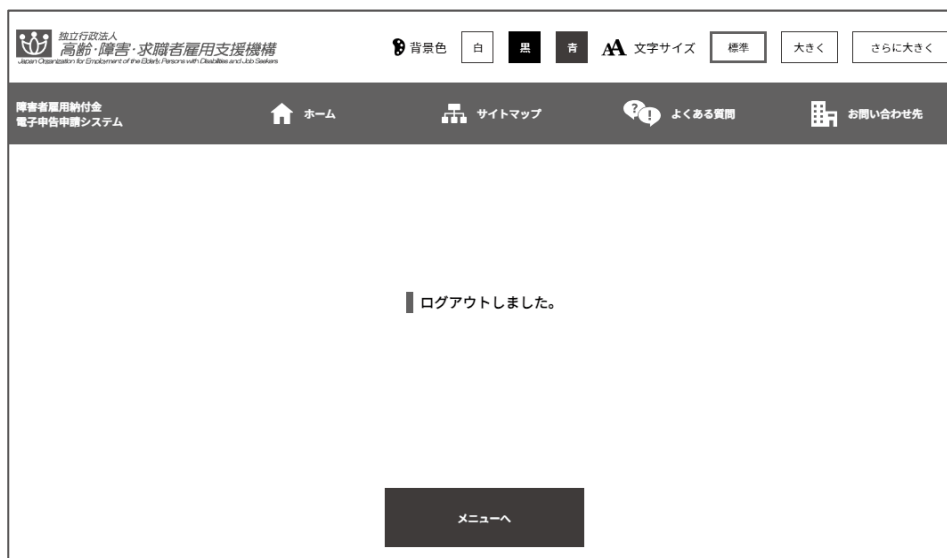 独立行政法人
高齢・障害・求職者雇用支援機構
Japan Organization for Employment of the Elderly, Persons with Disabilities and Job Seekers
背景色 白 黒 青 AA 文字サイズ 標準 大きく さらに大きく
障害者雇用納付金
電子申告申請システム
ホーム サイトマップ よくある質問 お問い合わせ先
ログアウトしました。
メニューへ